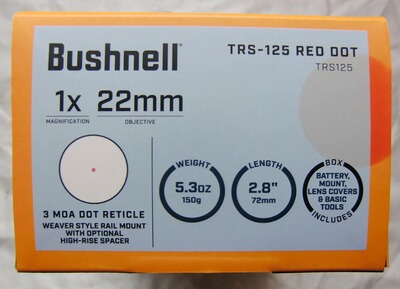 Bushnell®
TRS-125 RED DOT
TRS125
1x 22mm
MAGNIFICATION OBJECTIVE
WEIGHT
5.3oz
150g
LENGTH
2.8"
72mm
BOX
BATTERY,
MOUNT,
LENS COVERS
& BASIC
TOOLS
INCLUDES
3 MOA DOT RETICLE
WEAVER STYLE RAIL MOUNT
WITH OPTIONAL
HIGH-RISE SPACER